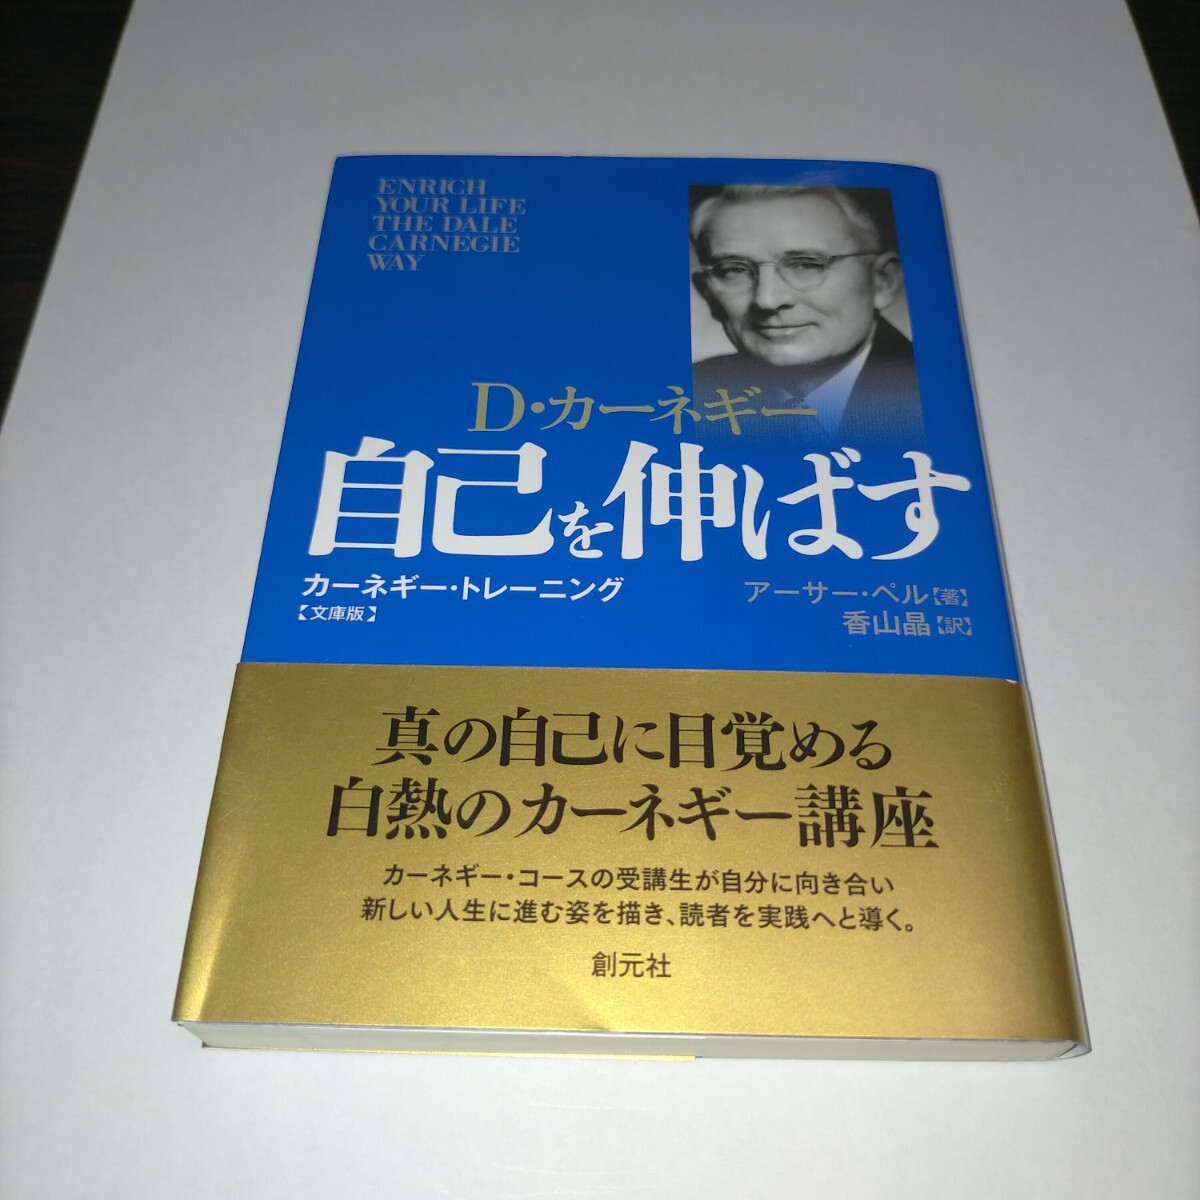 ENRICH
YOUR LIFE
THE DALE
CARNEGIE
WAY
D・カーネギー
自己を伸ばす
カーネギー・トレーニング
【文庫版】
アーサー・ペル【著】
香山晶【訳】
真の自己に目覚める
白熱のカーネギー講座
カーネギー・コースの受講生が自分に向き合い
新しい人生に進む姿を描き、読者を実践へと導く。
創元社